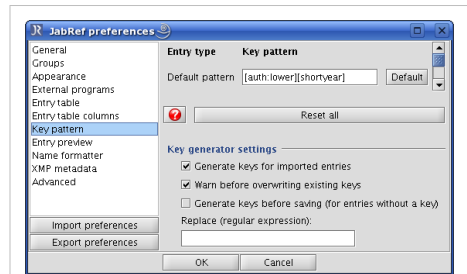 JabRef preferences
General
Groups
Appearance
External programs
Entry table
Entry table columns
Key pattern
Entry preview
Name formatter
XMP metadata
Advanced
Import preferences
Export preferences
Entry type Key pattern
Default pattern [auth:lower][shortyear] Default
? Reset all
Key generator settings
Generate keys for imported entries
Warn before overwriting existing keys
Generate keys before saving (for entries without a key)
Replace (regular expression):
OK Cancel